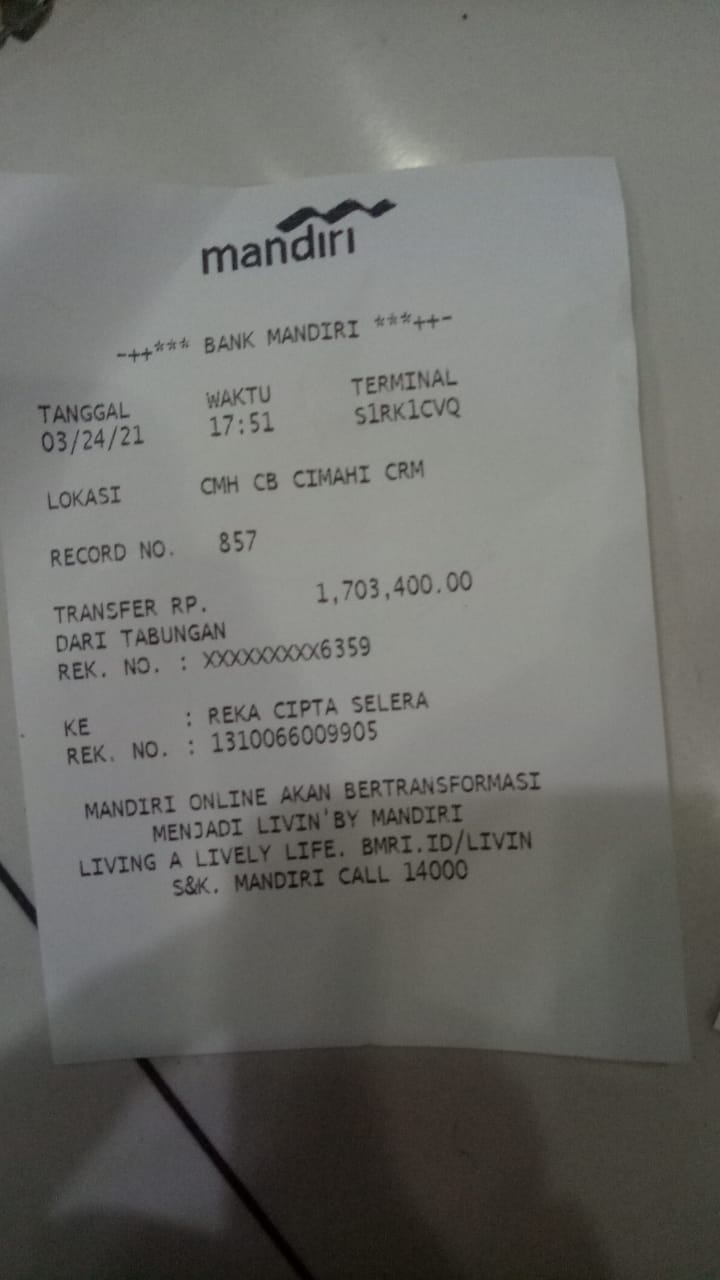 mandiri
-++*** BANK MANDIRI ***++-
TANGGAL WAKTU TERMINAL
03/24/21 17:51 S1RK1CVQ
LOKASI CMH CB CIMAHI CRM
RECORD NO. 857
TRANSFER RP. 1,703,400.00
DARI TABUNGAN
REK. NO. : XXXXXXXXX6359
KE : REKA CIPTA SELERA
REK. NO. : 1310066009905
MANDIRI ONLINE AKAN BERTRANSFORMASI
MENJADI LIVIN'BY MANDIRI
LIVING A LIVELY LIFE. BMRI.ID/LIVIN
S&K. MANDIRI CALL 14000